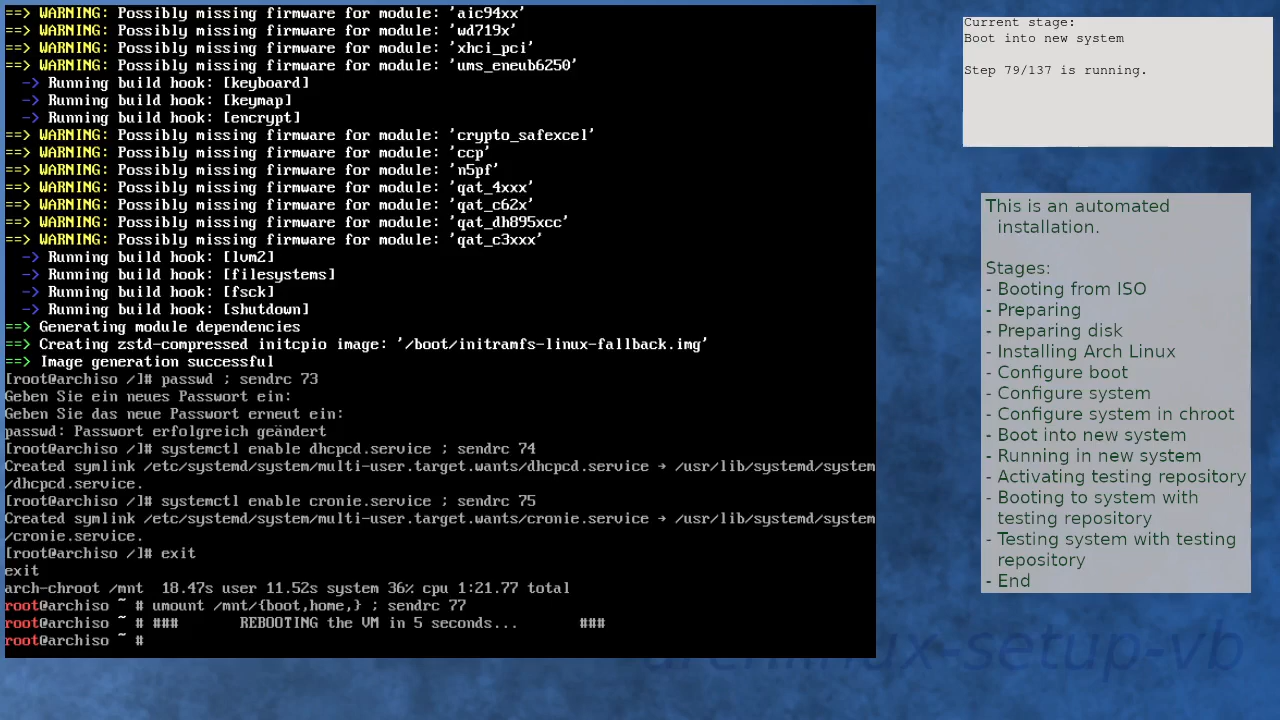 ==> WARNING: Possibly missing firmware for module: 'aic94xx'
==> WARNING: Possibly missing firmware for module: 'wd719x'
==> WARNING: Possibly missing firmware for module: 'xhci_pci'
==> WARNING: Possibly missing firmware for module: 'ums_eneub6250'
-> Running build hook: [keyboard]
-> Running build hook: [keymap]
-> Running build hook: [encrypt]
==> WARNING: Possibly missing firmware for module: 'crypto_safexcel'
==> WARNING: Possibly missing firmware for module: 'ccp'
==> WARNING: Possibly missing firmware for module: 'n5pf'
==> WARNING: Possibly missing firmware for module: 'qat_4xxx'
==> WARNING: Possibly missing firmware for module: 'qat_c62x'
==> WARNING: Possibly missing firmware for module: 'qat_dh895xcc'
==> WARNING: Possibly missing firmware for module: 'qat_c3xxx'
-> Running build hook: [lvm2]
-> Running build hook: [filesystems]
-> Running build hook: [fsck]
-> Running build hook: [shutdown]
==> Generating module dependencies
==> Creating zstd-compressed initcpio image: '/boot/initramfs-linux-fallback.img'
==> Image generation successful
[root@archiso /]# passwd ; sendrc 73
Geben Sie ein neues Passwort ein:
Geben Sie das neue Passwort erneut ein:
passwd: Passwort erfolgreich geändert
[root@archiso /]# systemctl enable dhcpcd.service ; sendrc 74
Created symlink /etc/systemd/system/multi-user.target.wants/dhcpcd.service → /usr/lib/systemd/system
/dhcpcd.service.
[root@archiso /]# systemctl enable cronie.service ; sendrc 75
Created symlink /etc/systemd/system/multi-user.target.wants/cronie.service → /usr/lib/systemd/system
/cronie.service.
[root@archiso /]# exit
exit
arch-chroot /mnt  18.47s user 11.52s system 36% cpu 1:21.77 total
root@archiso ~ # umount /mnt/{boot,home,} ; sendrc 77
root@archiso ~ # ###       REBOOTING the VM in 5 seconds...       ###
root@archiso ~ #
Current stage:
Boot into new system
Step 79/137 is running.
This is an automated
installation.
Stages:
- Booting from ISO
- Preparing
- Preparing disk
- Installing Arch Linux
- Configure boot
- Configure system
- Configure system in chroot
- Boot into new system
- Running in new system
- Activating testing repository
- Booting to system with
testing repository
- Testing system with testing
repository
- End
archlinux-setup-vb